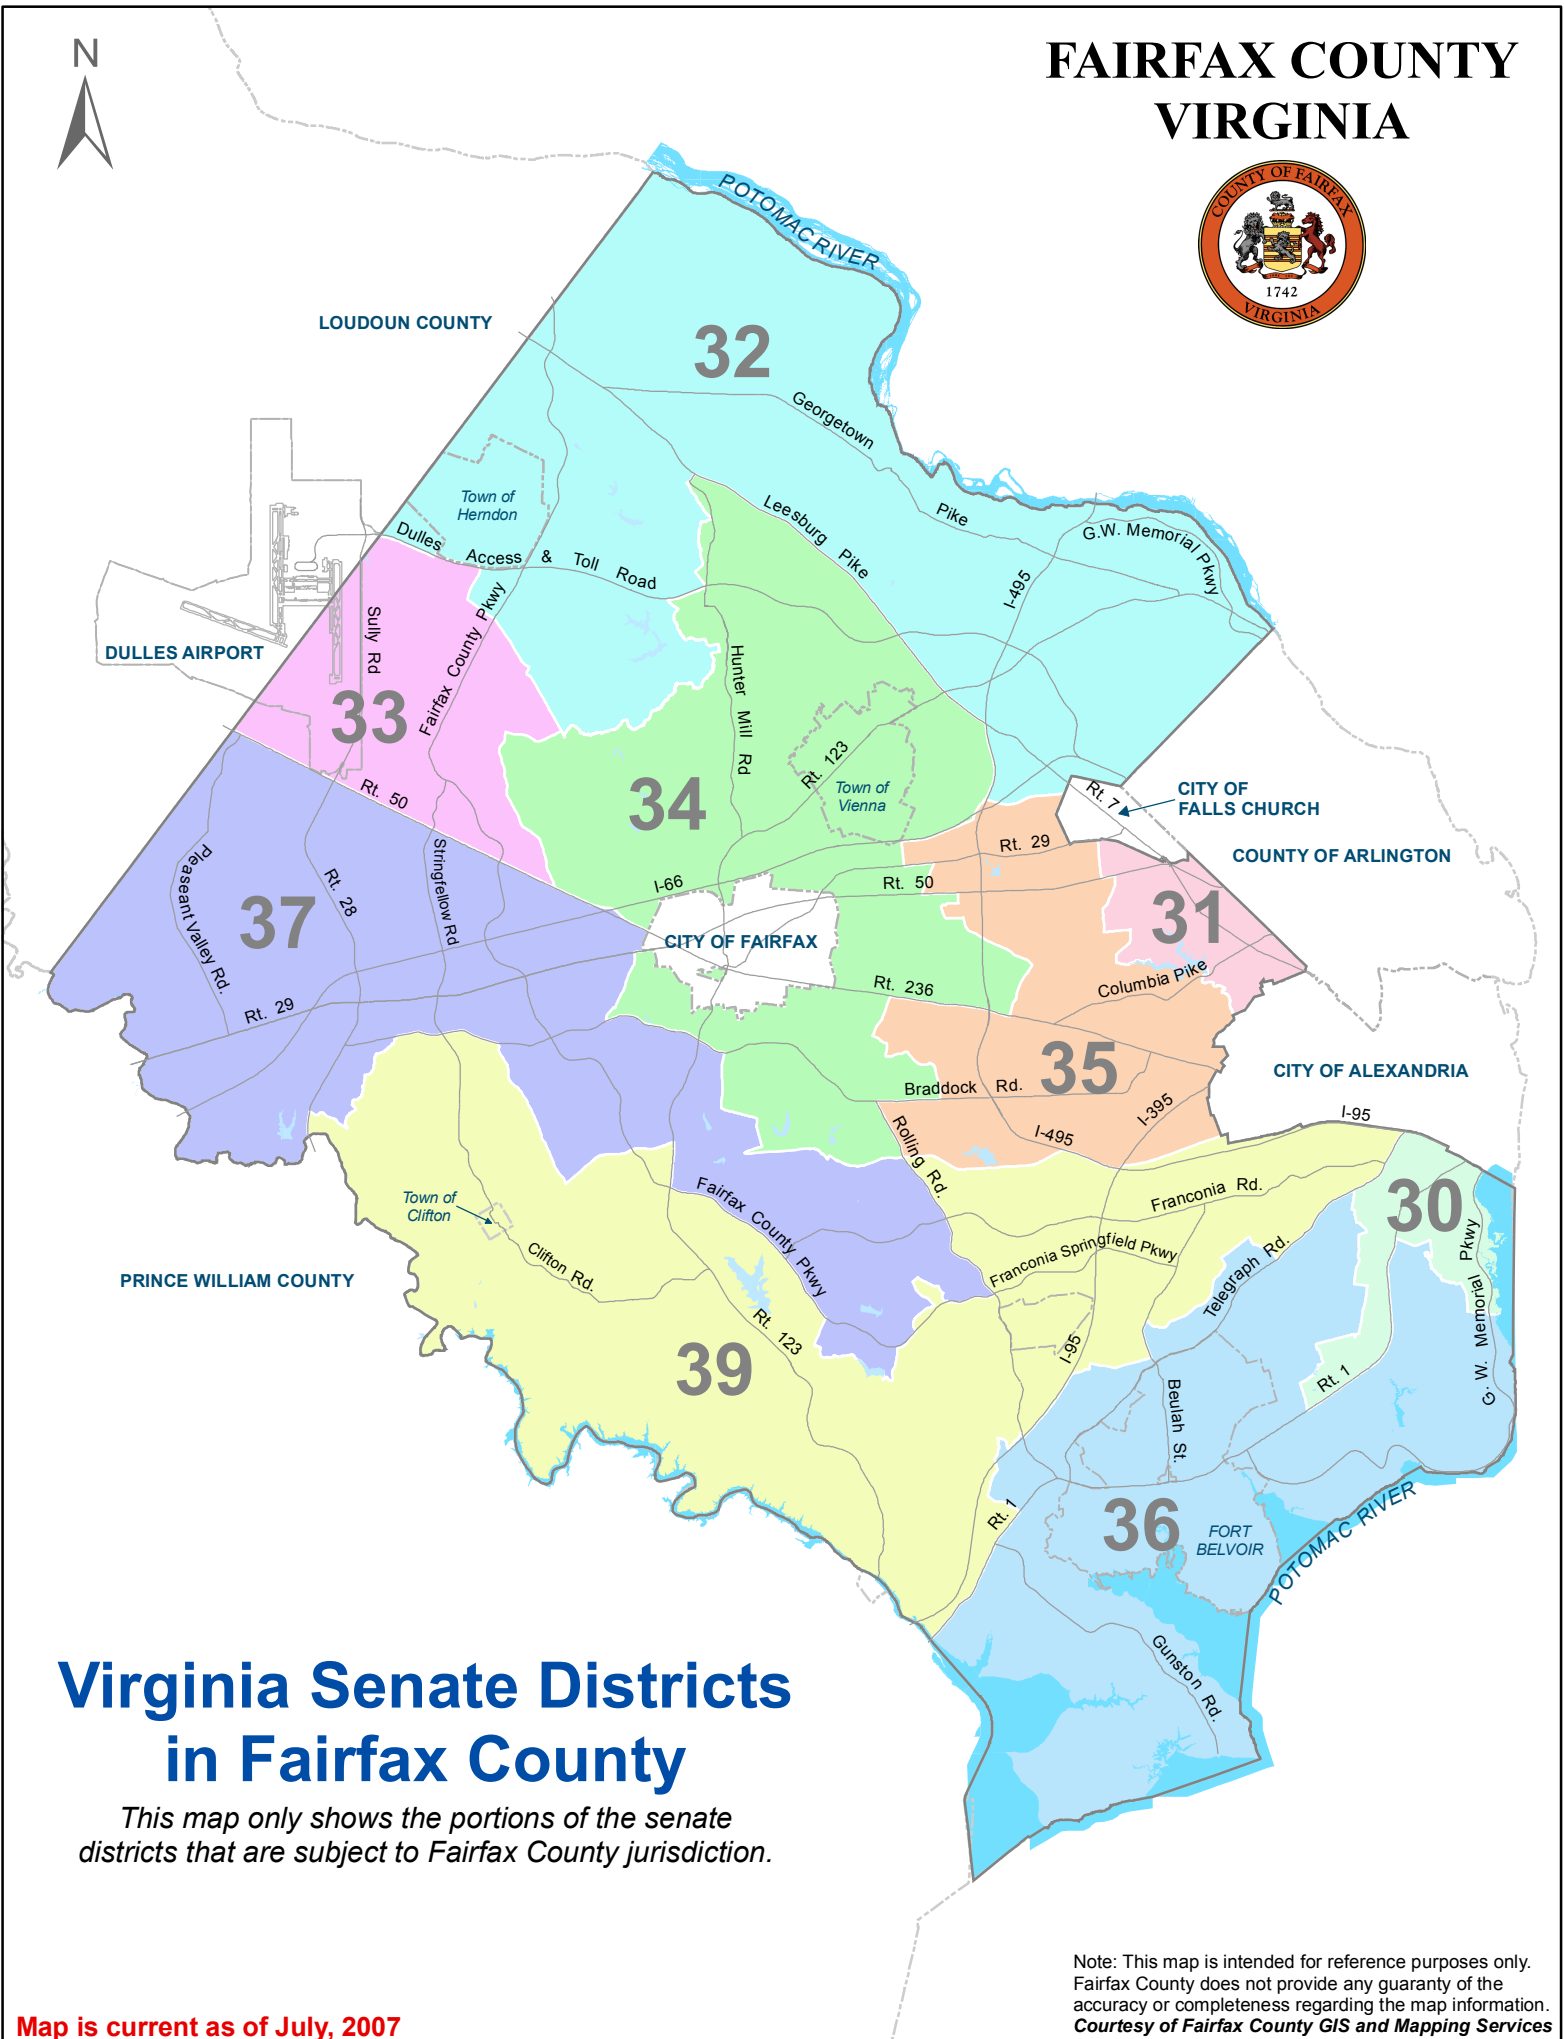 N
FAIRFAX COUNTY
VIRGINIA
COUNTY OF FAIRFAX
1742
VIRGINIA
POTOMAC RIVER
LOUDOUN COUNTY
32
Georgetown
Pike
Leesburg Pike
G.W. Memorial Pkwy
I-495
Town of
Herndon
Dulles Access & Toll Road
Sully Rd
Fairfax County Pkwy
DULLES AIRPORT
33
Hunter Mill Rd
Rt. 123
Town of
Vienna
34
Rt. 50
Rt. 7
CITY OF
FALLS CHURCH
COUNTY OF ARLINGTON
Rt. 29
I-66
Rt. 50
Pleaseant Valley Rd.
Rt. 28
Stringfellow Rd
37
31
CITY OF FAIRFAX
Columbia Pike
Rt. 236
Rt. 29
35
CITY OF ALEXANDRIA
Braddock Rd.
I-395
I-95
I-495
Rolling Rd.
Town of
Clifton
Fairfax County Pkwy
Franconia Rd.
30
Clifton Rd.
Franconia Springfield Pkwy
Telegraph Rd.
G. W. Memorial Pkwy
PRINCE WILLIAM COUNTY
Rt. 123
39
I-95
Beulah St.
Rt. 1
Rt. 1
36
FORT
BELVOIR
POTOMAC RIVER
Gunston Rd.
Virginia Senate Districts
in Fairfax County
This map only shows the portions of the senate
districts that are subject to Fairfax County jurisdiction.
Note: This map is intended for reference purposes only.
Fairfax County does not provide any guaranty of the
accuracy or completeness regarding the map information.
Courtesy of Fairfax County GIS and Mapping Services
Map is current as of July, 2007